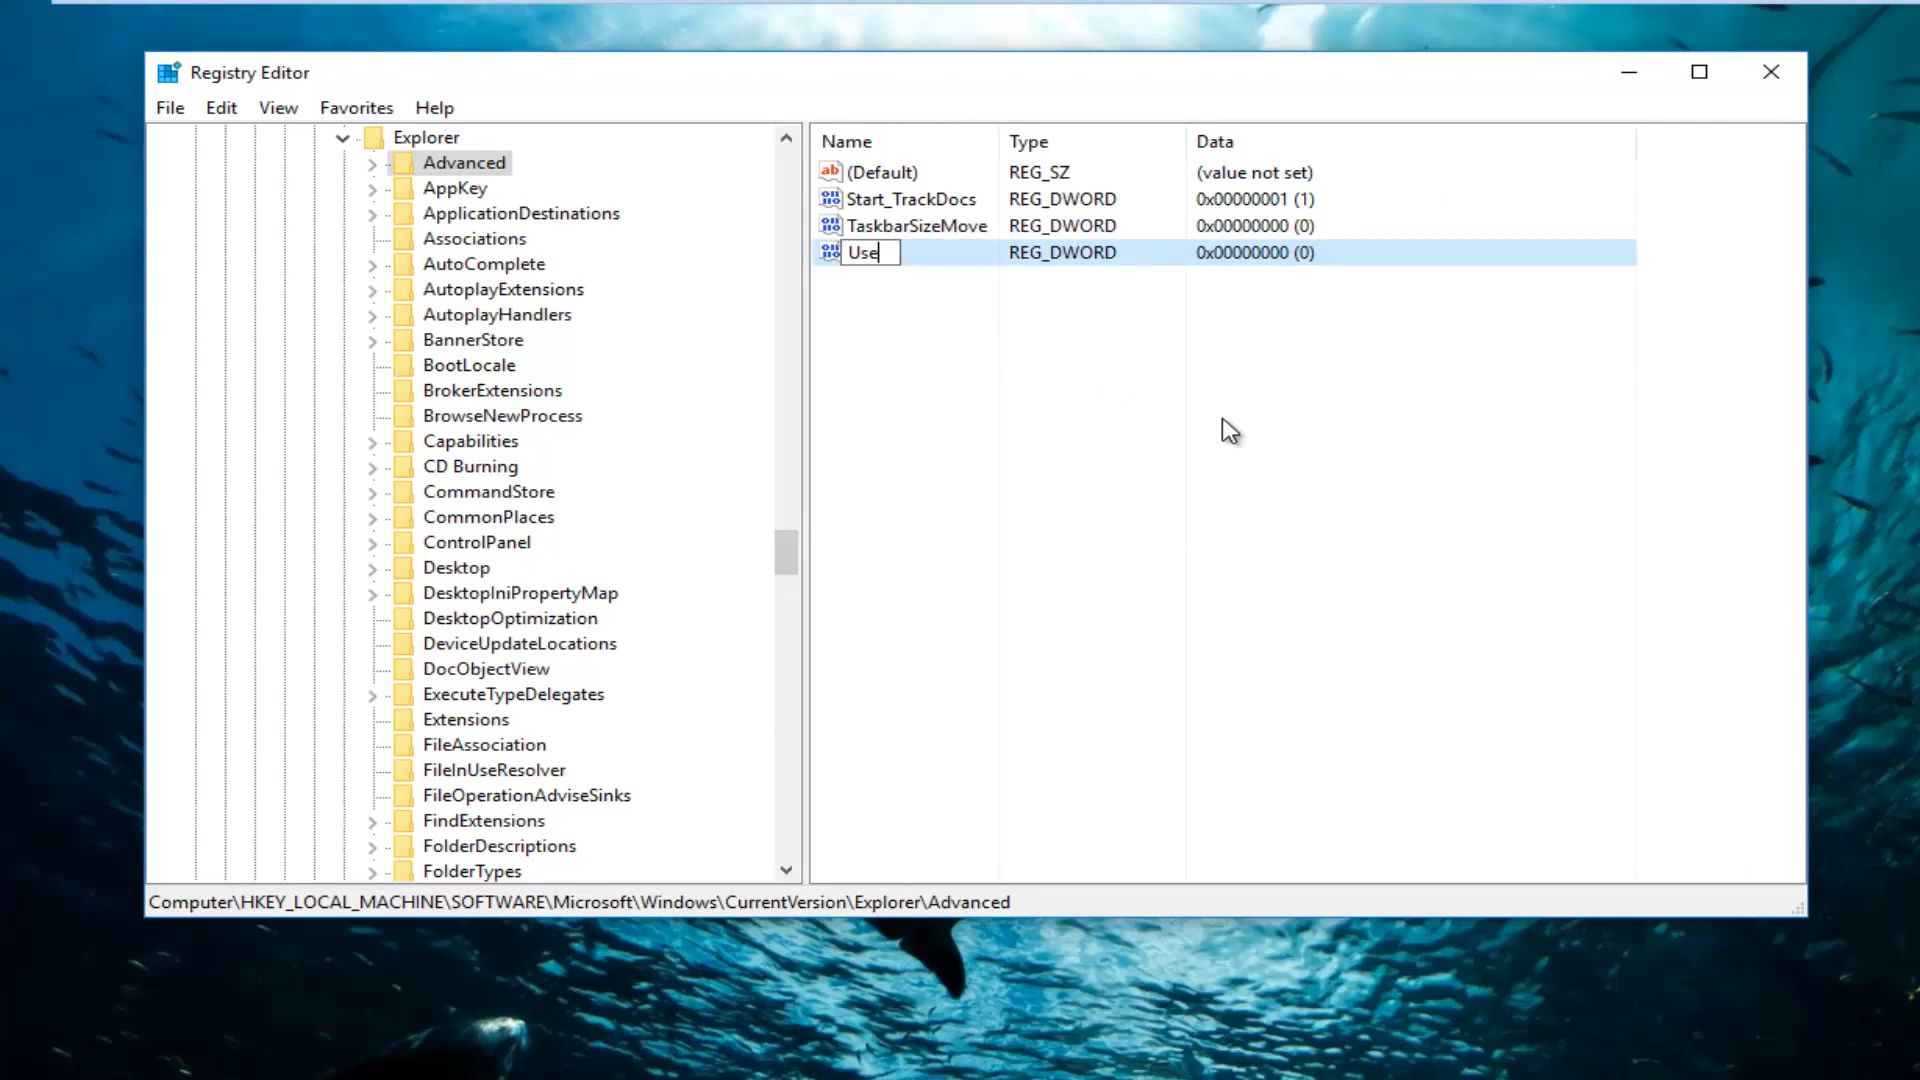 Registry Editor
File Edit View Favorites Help
Explorer
Advanced
AppKey
ApplicationDestinations
Associations
AutoComplete
AutoplayExtensions
AutoplayHandlers
BannerStore
BootLocale
BrokerExtensions
BrowseNewProcess
Capabilities
CD Burning
CommandStore
CommonPlaces
ControlPanel
Desktop
DesktopIniPropertyMap
DesktopOptimization
DeviceUpdateLocations
DocObjectView
ExecuteTypeDelegates
Extensions
FileAssociation
FileInUseResolver
FileOperationAdviseSinks
FindExtensions
FolderDescriptions
FolderTypes
Name Type Data
(Default) REG_SZ (value not set)
Start_TrackDocs REG_DWORD 0x00000001 (1)
TaskbarSizeMove REG_DWORD 0x00000000 (0)
Use REG_DWORD 0x00000000 (0)
Computer\HKEY_LOCAL_MACHINE\SOFTWARE\Microsoft\Windows\CurrentVersion\Explorer\Advanced